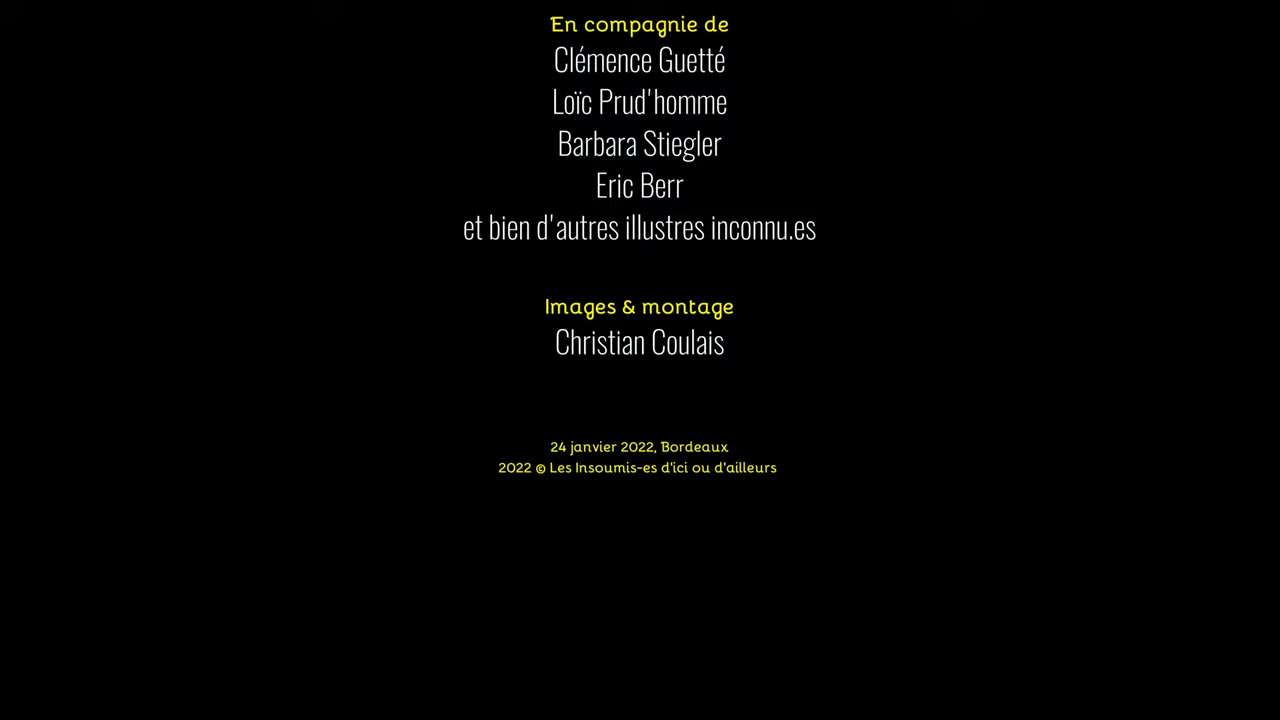 En compagnie de
Clémence Guetté
Loïc Prud'homme
Barbara Stiegler
Eric Berr
et bien d'autres illustres inconnu.es
Images & montage
Christian Coulais
24 janvier 2022, Bordeaux
2022 © Les Insoumis-es d'ici ou d'ailleurs